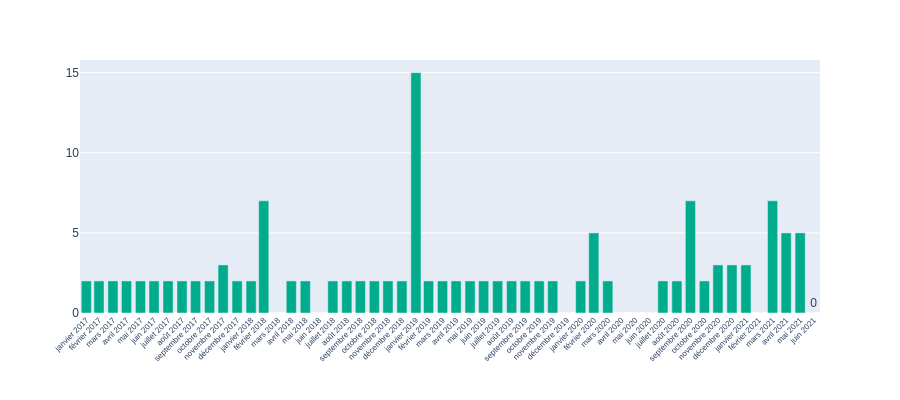 15
10
5
0
0
janvier 2017
février 2017
mars 2017
avril 2017
mai 2017
juin 2017
juillet 2017
août 2017
septembre 2017
octobre 2017
novembre 2017
décembre 2017
janvier 2018
février 2018
mars 2018
avril 2018
mai 2018
juin 2018
juillet 2018
août 2018
septembre 2018
octobre 2018
novembre 2018
décembre 2018
janvier 2019
février 2019
mars 2019
avril 2019
mai 2019
juin 2019
juillet 2019
août 2019
septembre 2019
octobre 2019
novembre 2019
décembre 2019
janvier 2020
février 2020
mars 2020
avril 2020
mai 2020
juin 2020
juillet 2020
août 2020
septembre 2020
octobre 2020
novembre 2020
décembre 2020
janvier 2021
février 2021
mars 2021
avril 2021
mai 2021
juin 2021